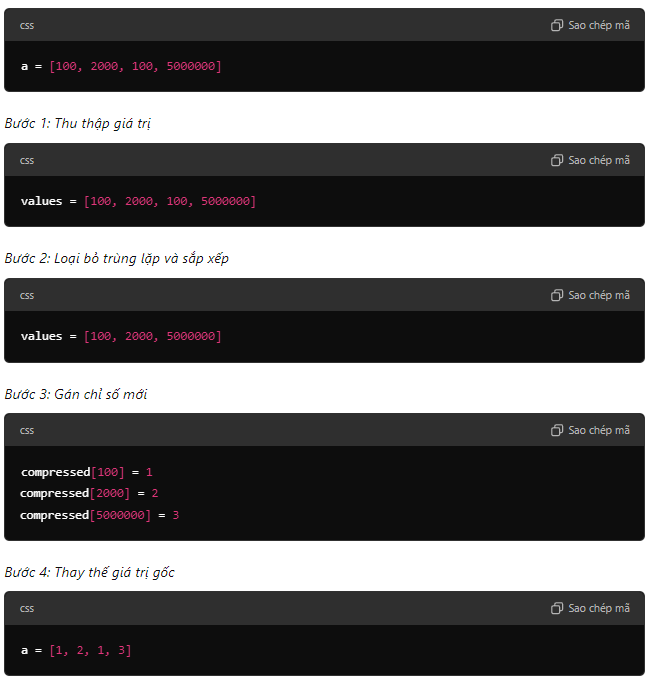 css Sao chép mã
a = [100, 2000, 100, 5000000]
Bước 1: Thu thập giá trị
css Sao chép mã
values = [100, 2000, 100, 5000000]
Bước 2: Loại bỏ trùng lặp và sắp xếp
css Sao chép mã
values = [100, 2000, 5000000]
Bước 3: Gán chỉ số mới
css Sao chép mã
compressed[100] = 1
compressed[2000] = 2
compressed[5000000] = 3
Bước 4: Thay thế giá trị gốc
css Sao chép mã
a = [1, 2, 1, 3]